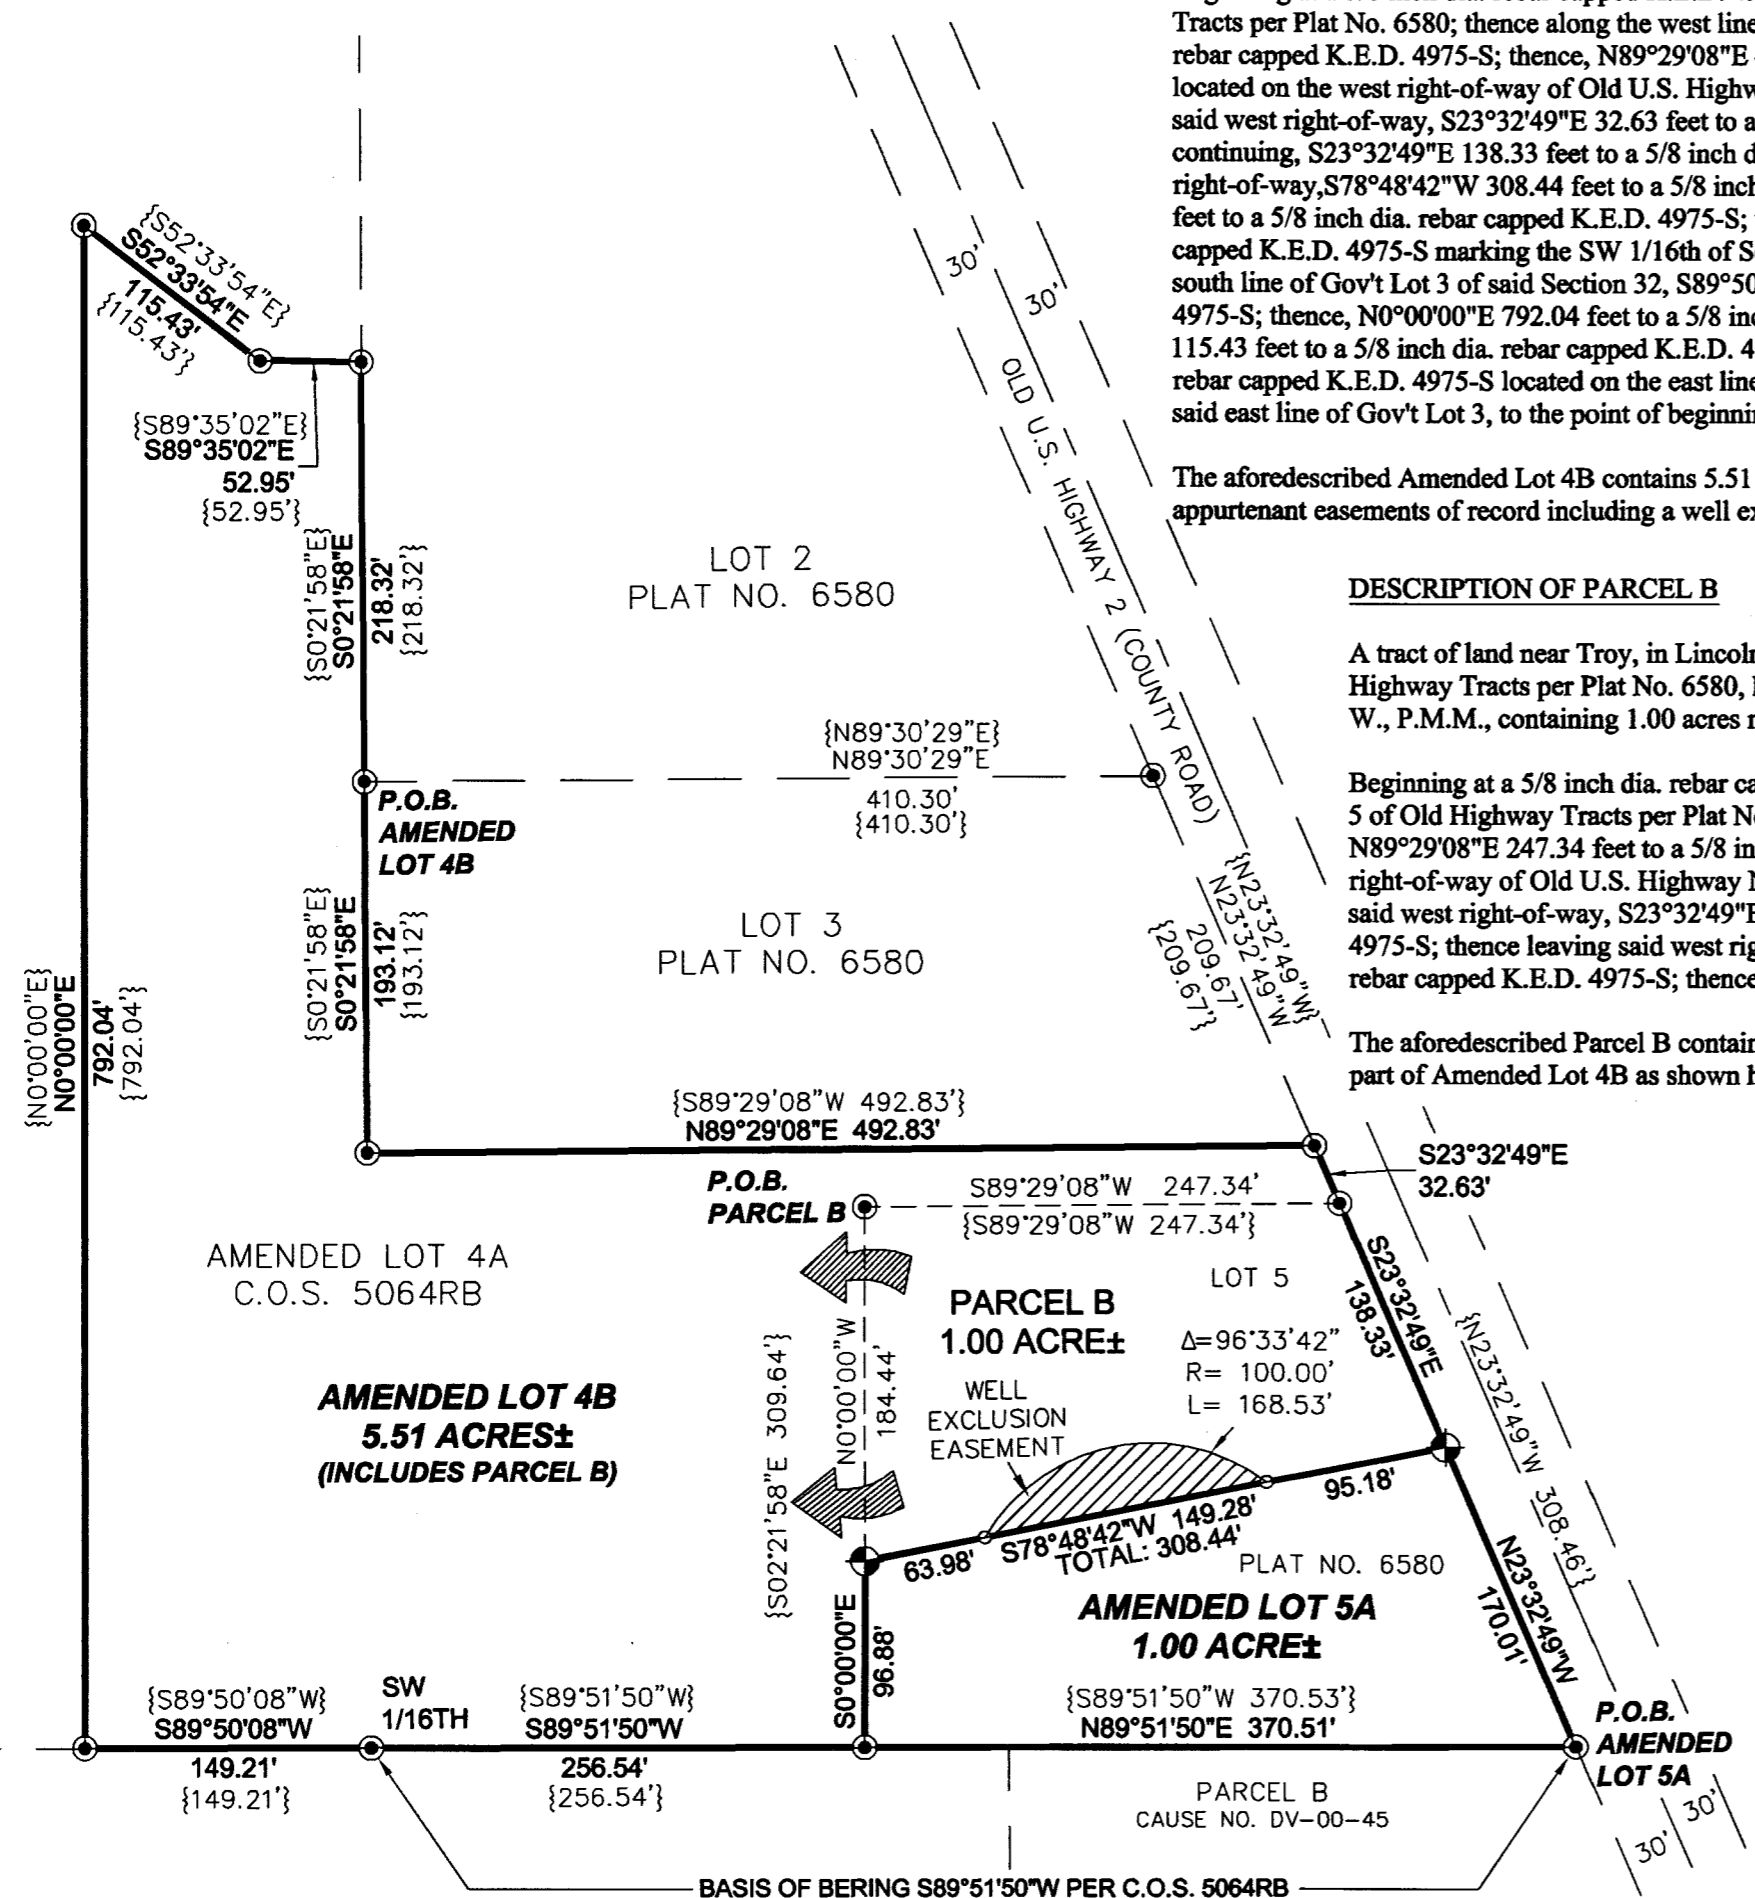 Tracts per Plat No. 6580; thence along the west line
rebar capped K.E.D. 4975-S; thence, N89°29'08"E
located on the west right-of-way of Old U.S. Highw
said west right-of-way, S23°32'49"E 32.63 feet to a
continuing, S23°32'49"E 138.33 feet to a 5/8 inch d
right-of-way,S78°48'42"W 308.44 feet to a 5/8 inch
feet to a 5/8 inch dia. rebar capped K.E.D. 4975-S;
capped K.E.D. 4975-S marking the SW 1/16th of S
south line of Gov't Lot 3 of said Section 32, S89°50
4975-S; thence, N0°00'00"E 792.04 feet to a 5/8 in
115.43 feet to a 5/8 inch dia. rebar capped K.E.D. 4
rebar capped K.E.D. 4975-S located on the east line
said east line of Gov't Lot 3, to the point of beginni
The aforedescribed Amended Lot 4B contains 5.51
appurtenant easements of record including a well ex
DESCRIPTION OF PARCEL B
A tract of land near Troy, in Lincoln
Highway Tracts per Plat No. 6580,
W., P.M.M., containing 1.00 acres
Beginning at a 5/8 inch dia. rebar ca
5 of Old Highway Tracts per Plat N
N89°29'08"E 247.34 feet to a 5/8 in
right-of-way of Old U.S. Highway
said west right-of-way, S23°32'49"E
4975-S; thence leaving said west rig
rebar capped K.E.D. 4975-S; thence
The aforedescribed Parcel B contain
part of Amended Lot 4B as shown
{S52°33'54"E}
S52°33'54"E
115.43'
{115.43'}
{S89°35'02"E}
S89°35'02"E
52.95'
{52.95'}
{S0°21'58"E}
S0°21'58"E
218.32'
{218.32'}
LOT 2
PLAT NO. 6580
30'
30'
OLD U.S. HIGHWAY 2 (COUNTY ROAD)
{N89°30'29"E}
N89°30'29"E
410.30'
{410.30'}
P.O.B.
AMENDED
LOT 4B
{S0°21'58"E}
S0°21'58"E
193.12'
{193.12'}
LOT 3
PLAT NO. 6580
{N23°32'49"W}
N23°32'49"W
209.67'
{209.67'}
{N0°00'00"E}
N0°00'00"E
792.04'
{792.04'}
{S89°29'08"W 492.83'}
N89°29'08"E 492.83'
S23°32'49"E
32.63'
P.O.B.
PARCEL B
S89°29'08"W 247.34'
{S89°29'08"W 247.34'}
AMENDED LOT 4A
C.O.S. 5064RB
LOT 5
PARCEL B
1.00 ACRE±
Δ=96°33'42"
R= 100.00'
L= 168.53'
S23°32'49"E
138.33'
{N23°32'49"W 308.46'}
AMENDED LOT 4B
5.51 ACRES±
(INCLUDES PARCEL B)
{S02°21'58"E 309.64'}
N0°00'00"W
184.44'
WELL
EXCLUSION
EASEMENT
95.18'
S78°48'42"W 149.28'
TOTAL: 308.44'
63.98'
PLAT NO. 6580
AMENDED LOT 5A
1.00 ACRE±
N23°32'49"W
170.01'
S0°00'00"E
96.88'
{S89°50'08"W}
S89°50'08"W
149.21'
{149.21'}
SW
1/16TH
{S89°51'50"W}
S89°51'50"W
256.54'
{256.54'}
{S89°51'50"W 370.53'}
N89°51'50"E 370.51'
P.O.B.
AMENDED
LOT 5A
PARCEL B
CAUSE NO. DV-00-45
30'
30'
BASIS OF BERING S89°51'50"W PER C.O.S. 5064RB